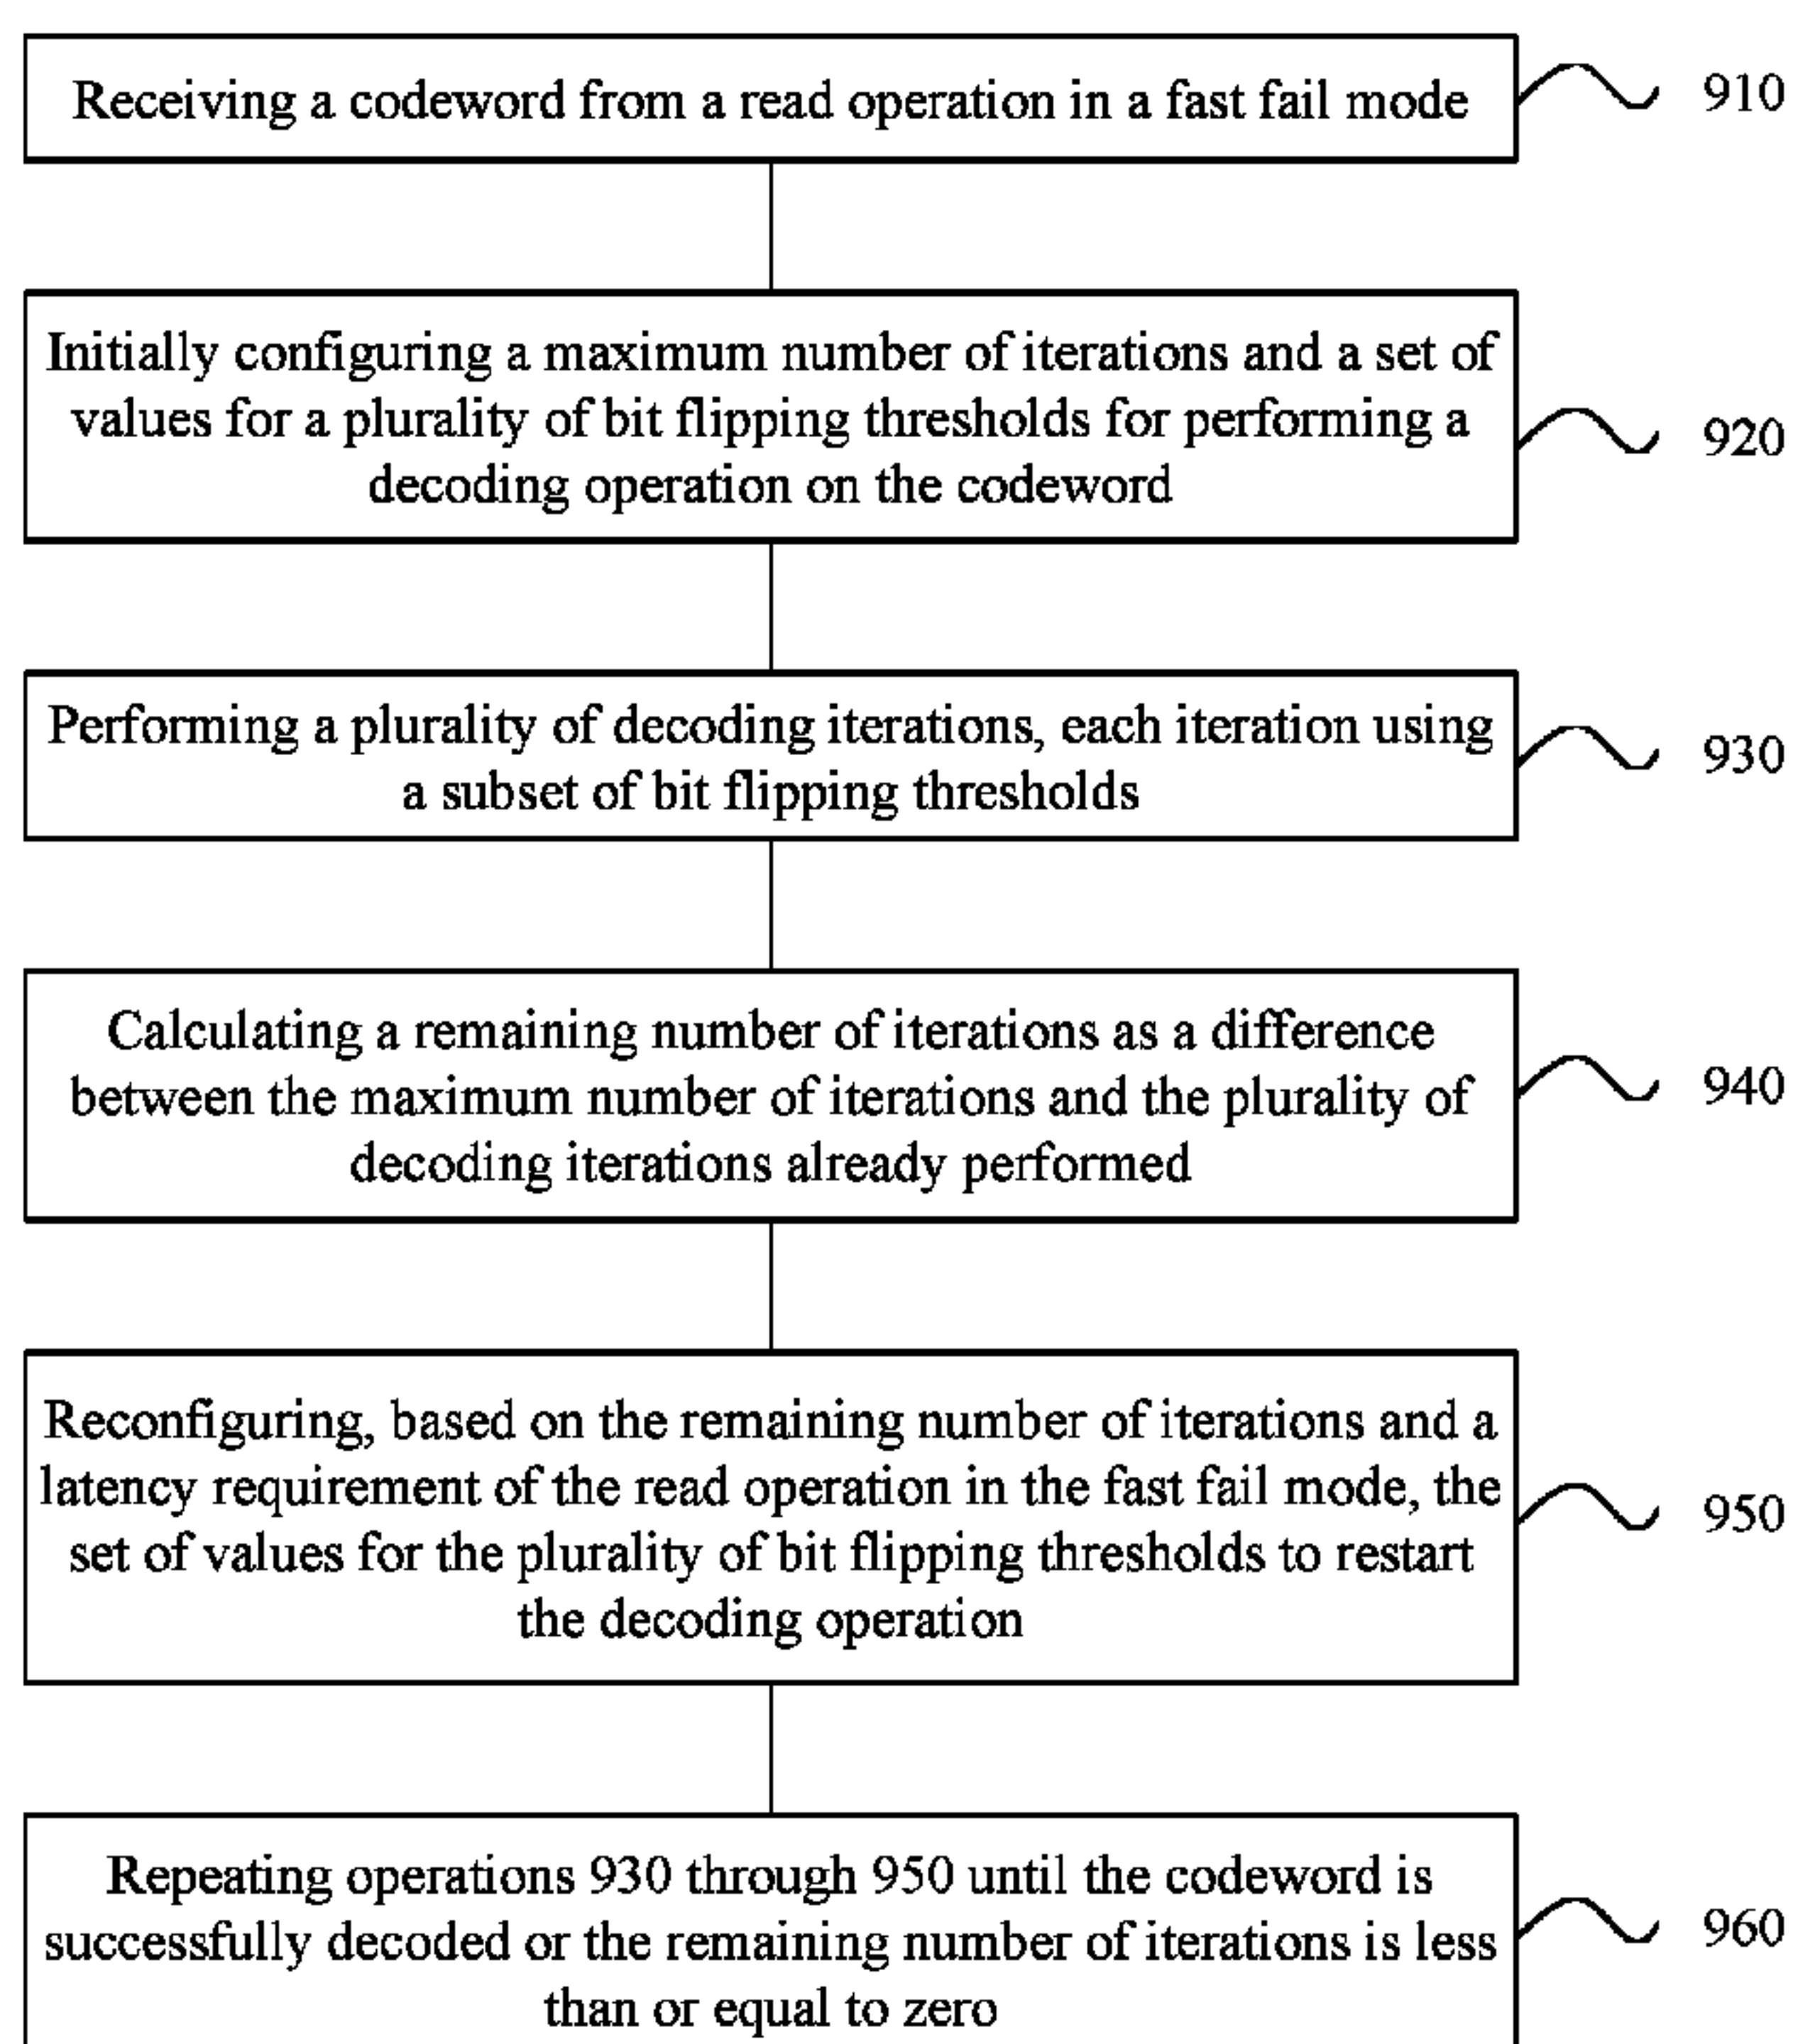 Receiving a codeword from a read operation in a fast fail mode
910
Initially configuring a maximum number of iterations and a set of
values for a plurality of bit flipping thresholds for performing a
decoding operation on the codeword
920
Performing a plurality of decoding iterations, each iteration using
a subset of bit flipping thresholds
930
Calculating a remaining number of iterations as a difference
between the maximum number of iterations and the plurality of
decoding iterations already performed
940
Reconfiguring, based on the remaining number of iterations and a
latency requirement of the read operation in the fast fail mode, the
set of values for the plurality of bit flipping thresholds to restart
the decoding operation
950
Repeating operations 930 through 950 until the codeword is
successfully decoded or the remaining number of iterations is less
than or equal to zero
960